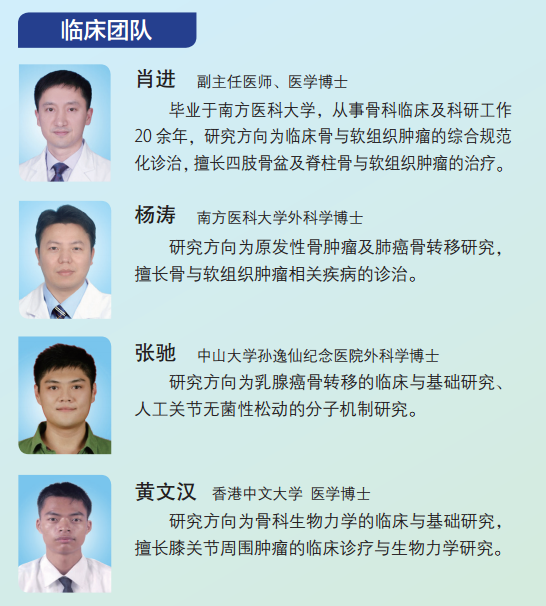 临床团队
肖进 副主任医师、医学博士
毕业于南方医科大学，从事骨科临床及科研工作
20 余年，研究方向为临床骨与软组织肿瘤的综合规范
化诊治，擅长四肢骨盆及脊柱骨与软组织肿瘤的治疗。
杨涛 南方医科大学外科学博士
研究方向为原发性骨肿瘤及肺癌骨转移研究，
擅长骨与软组织肿瘤相关疾病的诊治。
张驰 中山大学孙逸仙纪念医院外科学博士
研究方向为乳腺癌骨转移的临床与基础研究、
人工关节无菌性松动的分子机制研究。
黄文汉 香港中文大学 医学博士
研究方向为骨科生物力学的临床与基础研究，
擅长膝关节周围肿瘤的临床诊疗与生物力学研究。